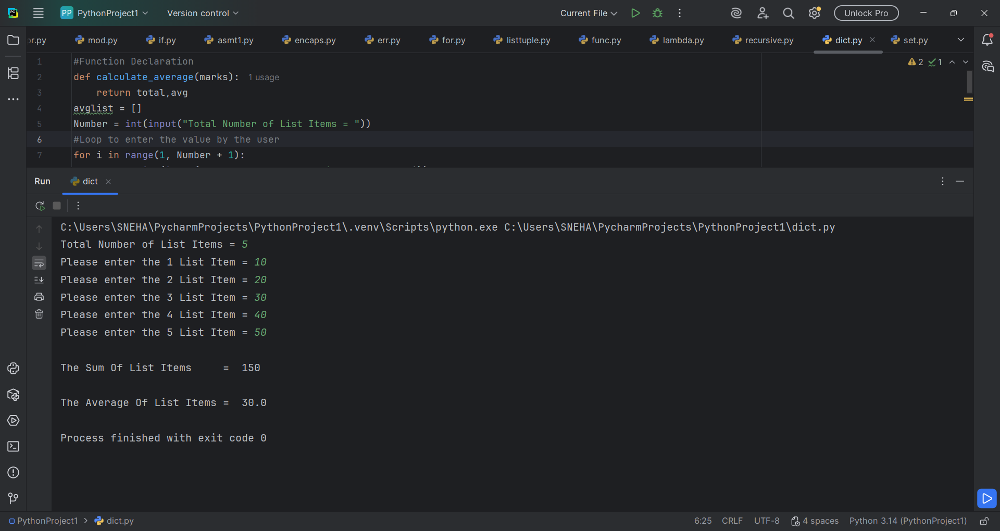 PP PythonProject1 Version control Current File Unlock Pro
or.py mod.py if.py asmt1.py encaps.py err.py for.py listtuple.py func.py lambda.py recursive.py dict.py set.py
1 #Function Declaration
2 def calculate_average(marks): 1 usage
3 return total,avg
4 avglist = []
5 Number = int(input("Total Number of List Items = "))
6 #Loop to enter the value by the user
7 for i in range(1, Number + 1):
2 1
Run dict
C:\Users\SNEHA\PycharmProjects\PythonProject1\.venv\Scripts\python.exe C:\Users\SNEHA\PycharmProjects\PythonProject1\dict.py
Total Number of List Items = 5
Please enter the 1 List Item = 10
Please enter the 2 List Item = 20
Please enter the 3 List Item = 30
Please enter the 4 List Item = 40
Please enter the 5 List Item = 50
The Sum Of List Items     =  150
The Average Of List Items =  30.0
Process finished with exit code 0
PythonProject1 > dict.py 6:25 CRLF UTF-8 4 spaces Python 3.14 (PythonProject1)